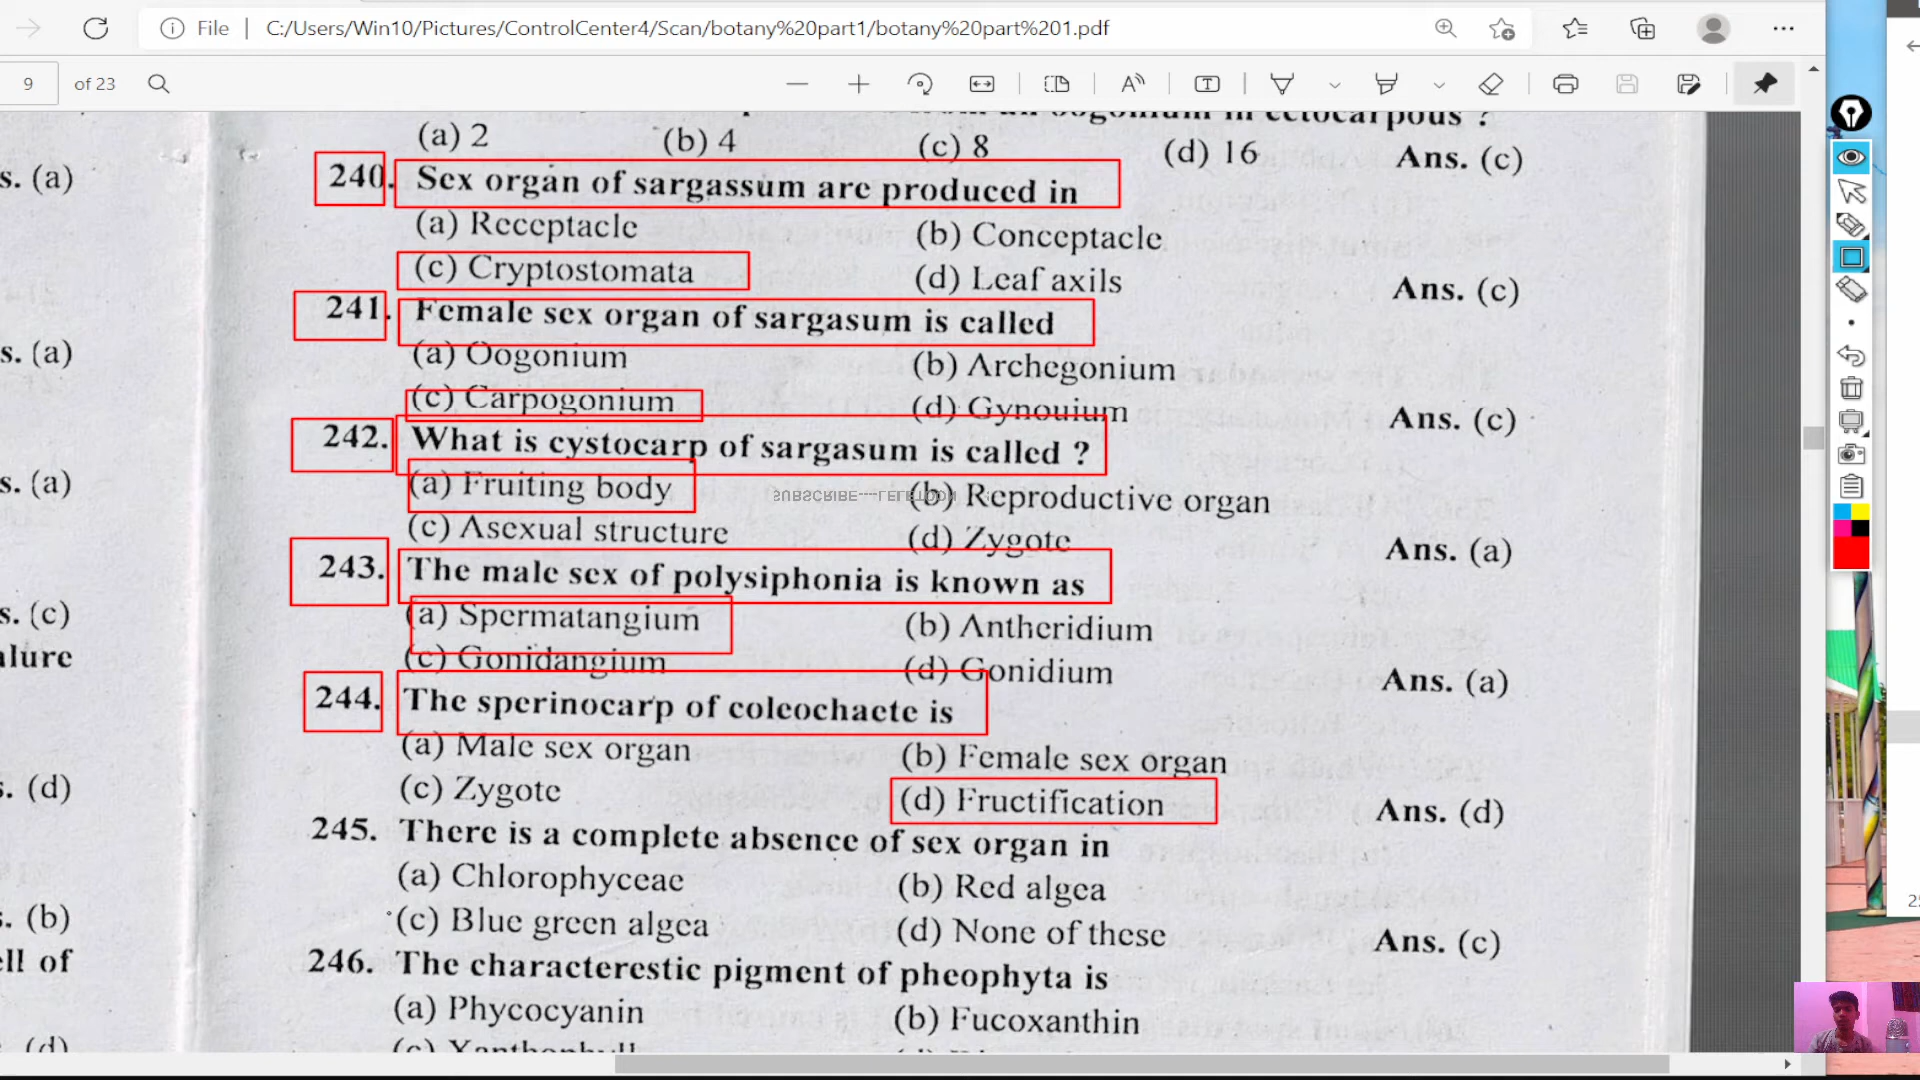 File
C:/Users/Win10/Pictures/ControlCenter4/Scan/botany%20part1/botany%20part%201.pdf
9
of 23
in ectocarpous ?
(a) 2
(b) 4
(c) 8
(d) 16
Ans. (c)
s. (a)
240. Sex organ of sargassum are produced in
(a) Receptacle
(b) Conceptacle
(c) Cryptostomata
(d) Leaf axils
Ans. (c)
241. Female sex organ of sargasum is called
s. (a)
(a) Oogonium
(b) Archegonium
(c) Carpogonium
(d) Gynouium
Ans. (c)
242. What is cystocarp of sargasum is called ?
s. (a)
(a) Fruiting body
(b) Reproductive organ
(c) Asexual structure
(d) Zygote
Ans. (a)
243. The male sex of polysiphonia is known as
s. (c)
(a) Spermatangium
(b) Antheridium
alure
(c) Gonidangium
(d) Gonidium
Ans. (a)
244. The sperinocarp of coleochaete is
(a) Male sex organ
(b) Female sex organ
s. (d)
(c) Zygote
(d) Fructification
Ans. (d)
245. There is a complete absence of sex organ in
(a) Chlorophyceae
(b) Red algea
s. (b)
(c) Blue green algea
(d) None of these
Ans. (c)
ell of
246. The characterestic pigment of pheophyta is
(a) Phycocyanin
(b) Fucoxanthin
(d)